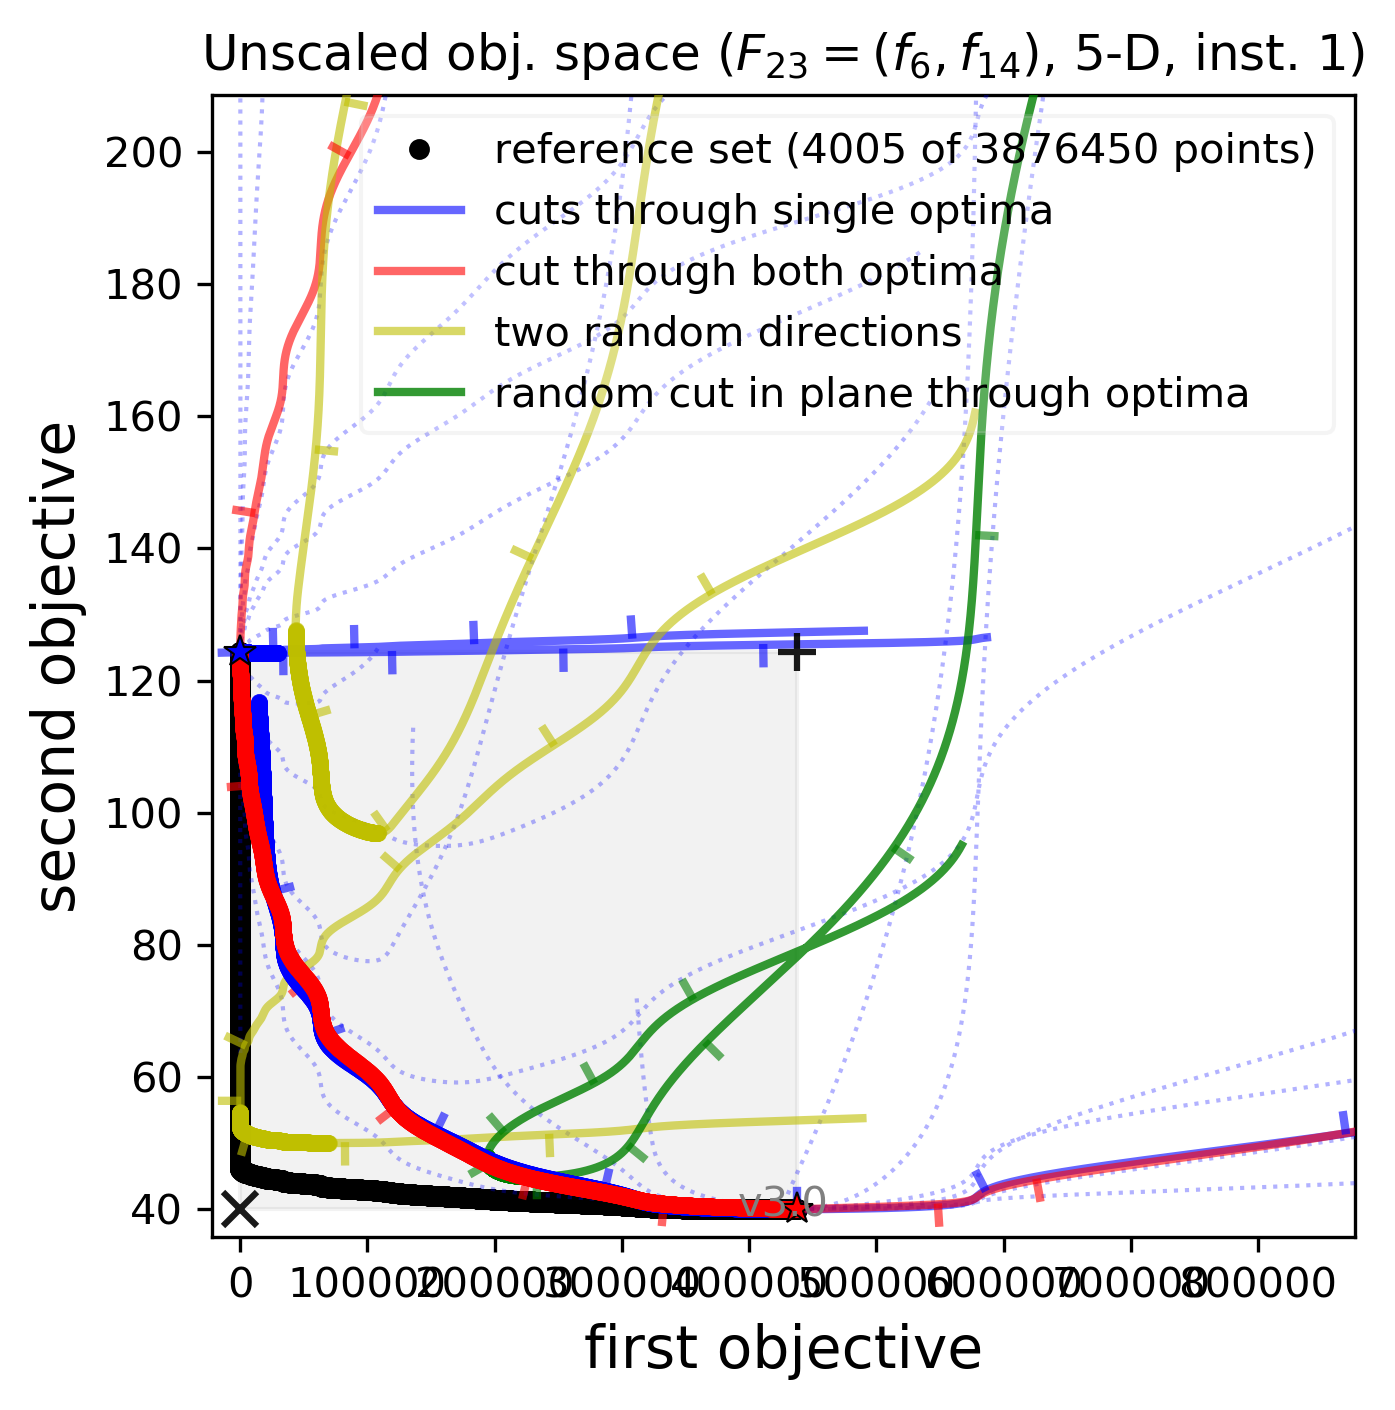 Unscaled obj. space (F23 = (f6, f14), 5-D, inst. 1)
reference set (4005 of 3876450 points)
cuts through single optima
cut through both optima
two random directions
random cut in plane through optima
200
180
160
140
120
100
80
60
40
second objective
v3.0
0 100000 200000 300000 400000 500000 600000 700000 800000
first objective